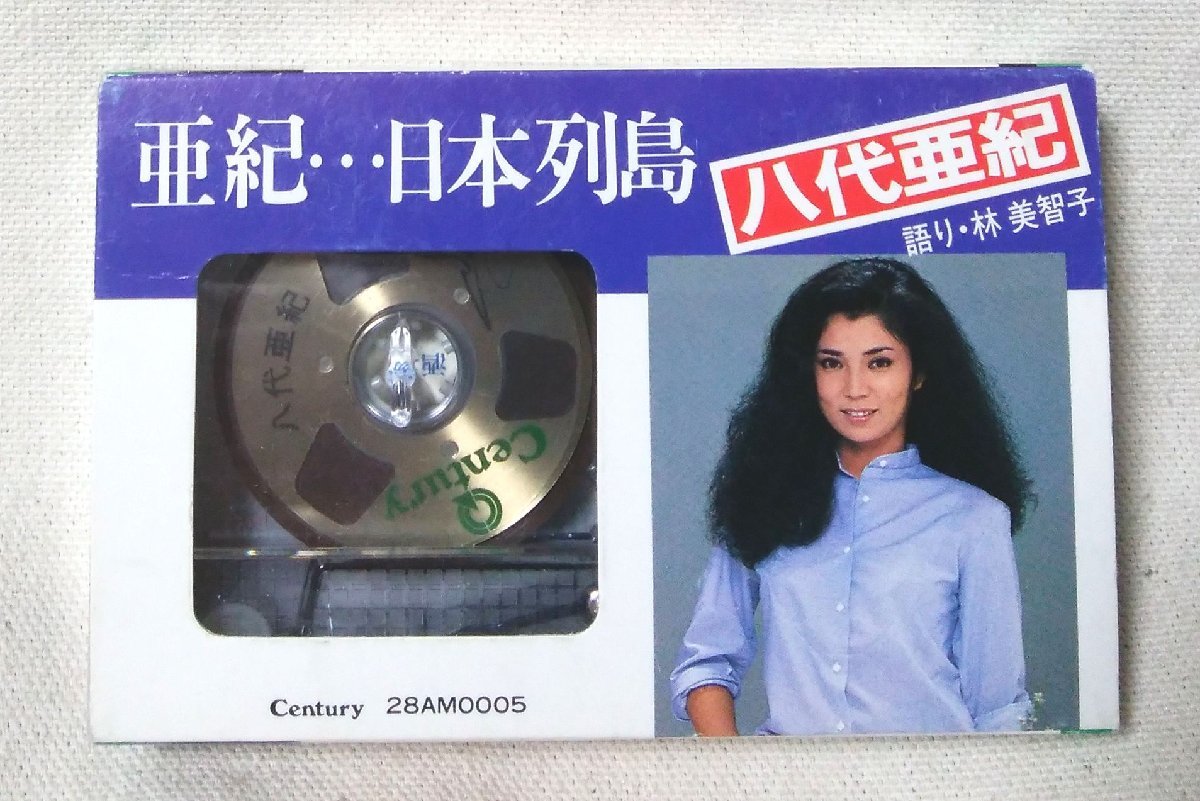 亜紀…日本列島
八代亜紀
語り・林 美智子
八代亜紀
Century
Century 28AM0005